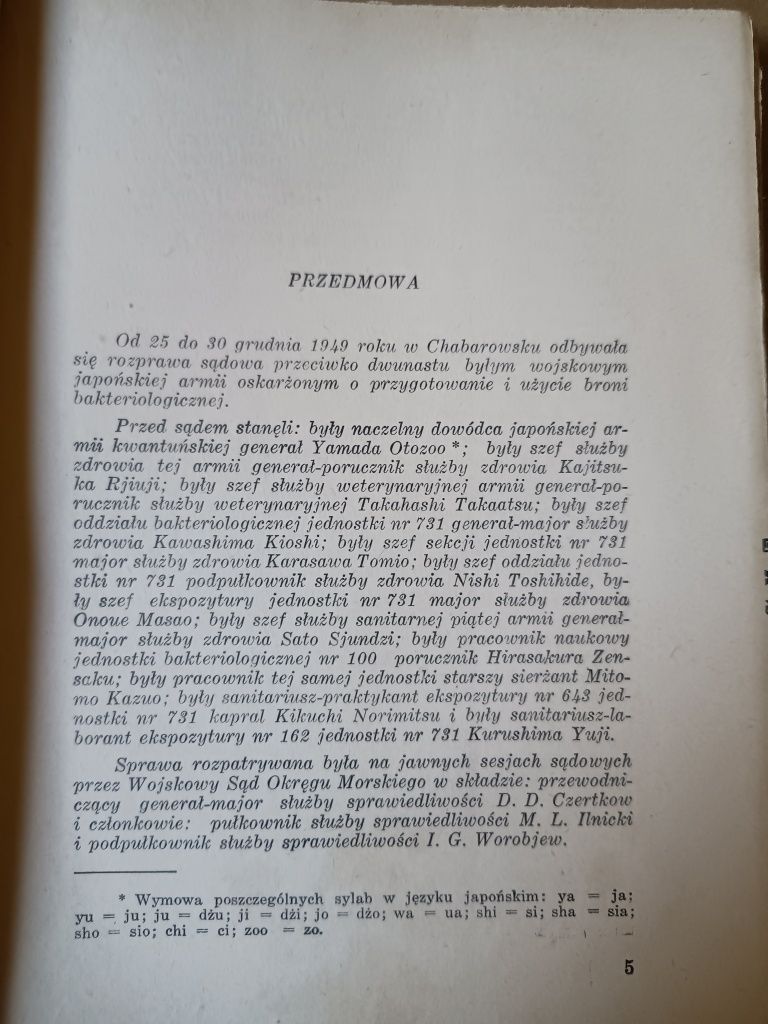 PRZEDMOWA
Od 25 do 30 grudnia 1949 roku w Chabarowsku odbywała
się rozprawa sądowa przeciwko dwunastu byłym wojskowym
japońskiej armii oskarżonym o przygotowanie i użycie broni
bakteriologicznej.
Przed sądem stanęli: były naczelny dowódca japońskiej ar-
mii kwantuńskiej generał Yamada Otozoo *; były szef służby
zdrowia tej armii generał-porucznik służby zdrowia Kajitsu-
ka Rjiuji; były szef służby weterynaryjnej armii generał-po-
rucznik służby weterynaryjnej Takahashi Takaatsu; były szef
oddziału bakteriologicznej jednostki nr 731 generał-major służby
zdrowia Kawashima Kioshi; były szef sekcji jednostki nr 731
major służby zdrowia Karasawa Tomio; były szef oddziału jedno-
stki nr 731 podpułkownik służby zdrowia Nishi Toshihide, by-
ły szef ekspozytury jednostki nr 731 major służby zdrowia
Onoue Masao; były szef służby sanitarnej piątej armii generał-
major służby zdrowia Sato Sjundzi; były pracownik naukowy
jednostki bakteriologicznej nr 100 porucznik Hirasakura Zen-
saku; były pracownik tej samej jednostki starszy sierżant Mito-
mo Kazuo; były sanitariusz-praktykant ekspozytury nr 643 jed-
nostki nr 731 kapral Kikuchi Norimitsu i były sanitariusz-la-
borant ekspozytury nr 162 jednostki nr 731 Kurushima Yuji.
Sprawa rozpatrywana była na jawnych sesjach sądowych
przez Wojskowy Sąd Okręgu Morskiego w składzie: przewodni-
czący generał-major służby sprawiedliwości D. D. Czertkow
i członkowie: pułkownik służby sprawiedliwości M. L. Ilnicki
i podpułkownik służby sprawiedliwości I. G. Worobjew.
* Wymowa poszczególnych sylab w języku japońskim: ya = ja;
yu = ju; ju = dżu; ji = dżi; jo = dżo; wa = ua; shi = si; sha = sia;
sho = sio; chi = ci; zoo = zo.
5